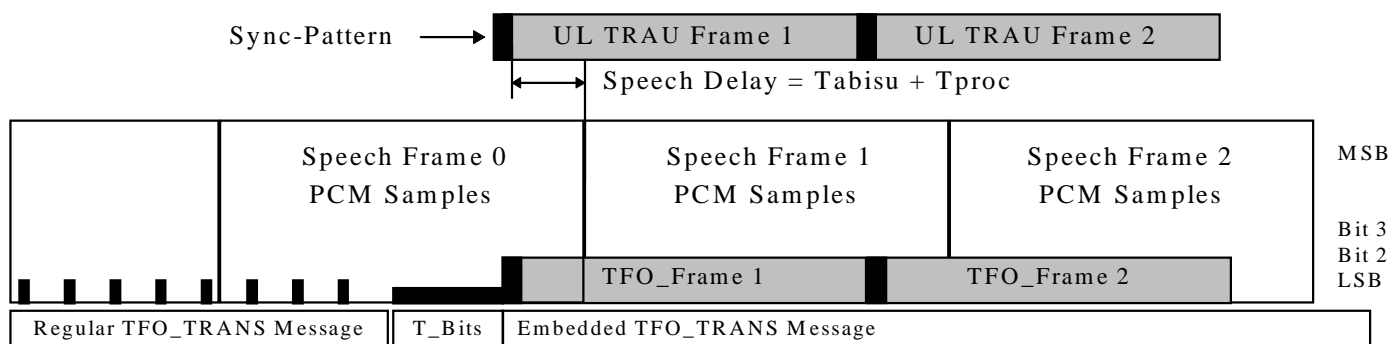 Sync-Pattern
UL TRAU Frame 1
UL TRAU Frame 2
Speech Delay = Tabisu + Tproc
Speech Frame 0
PCM Samples
Speech Frame 1
PCM Samples
Speech Frame 2
PCM Samples
MSB
Bit 3
Bit 2
LSB
TFO_Frame 1
TFO_Frame 2
Regular TFO_TRANS Message
T_Bits
Embedded TFO_TRANS Message